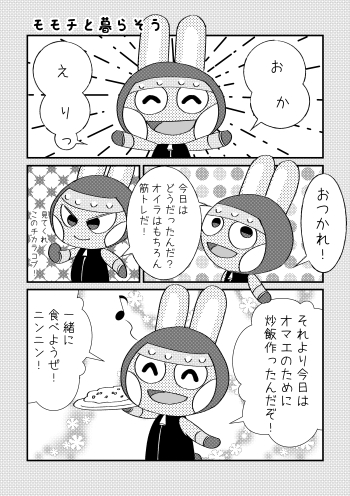 モモチと暮らそう
おか
えりっ
おつかれ！
今日は
どうだったんだ？
オイラはもちろん
筋トレだ！
見てくれ
このチカラコブ！
それより今日は
オマエのために
炒飯作ったんだぞ！
一緒に
食べようぜ！
ニンニン！